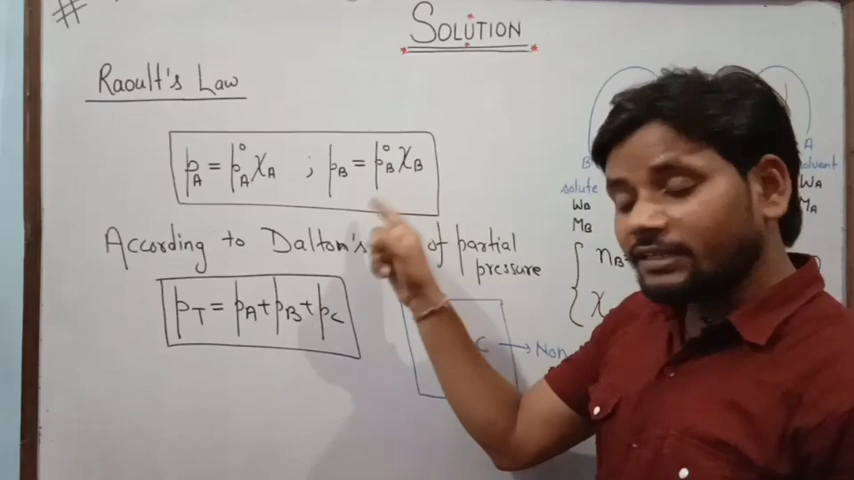 #
SOLUTION
Raoult's Law
p_A = p°_A χ_A ; p_B = p°_B χ_B
According to Dalton's of partial
pressure
p_T = p_A + p_B + p_C
C → Non
B
A
solute
solvent
W_B
W_A
M_B
M_A
n_B
χ